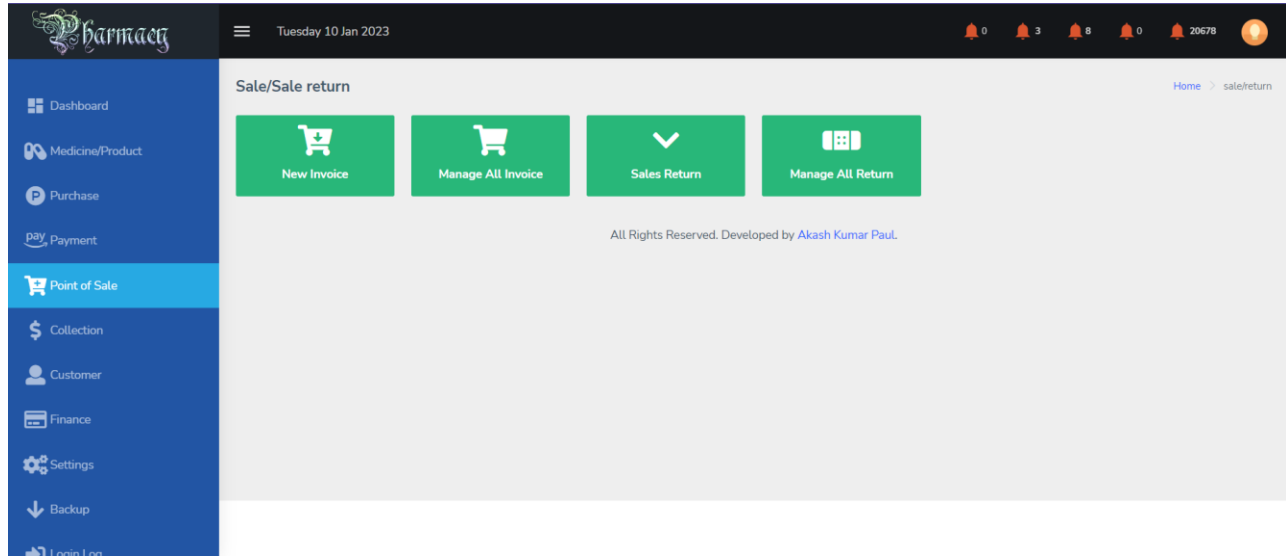 Pharmacy
Tuesday 10 Jan 2023
0 3 8 0 20678
Dashboard
Medicine/Product
Purchase
pay Payment
Point of Sale
Collection
Customer
Finance
Settings
Backup
Login Log
Sale/Sale return
Home > sale/return
New Invoice
Manage All Invoice
Sales Return
Manage All Return
All Rights Reserved. Developed by Akash Kumar Paul.